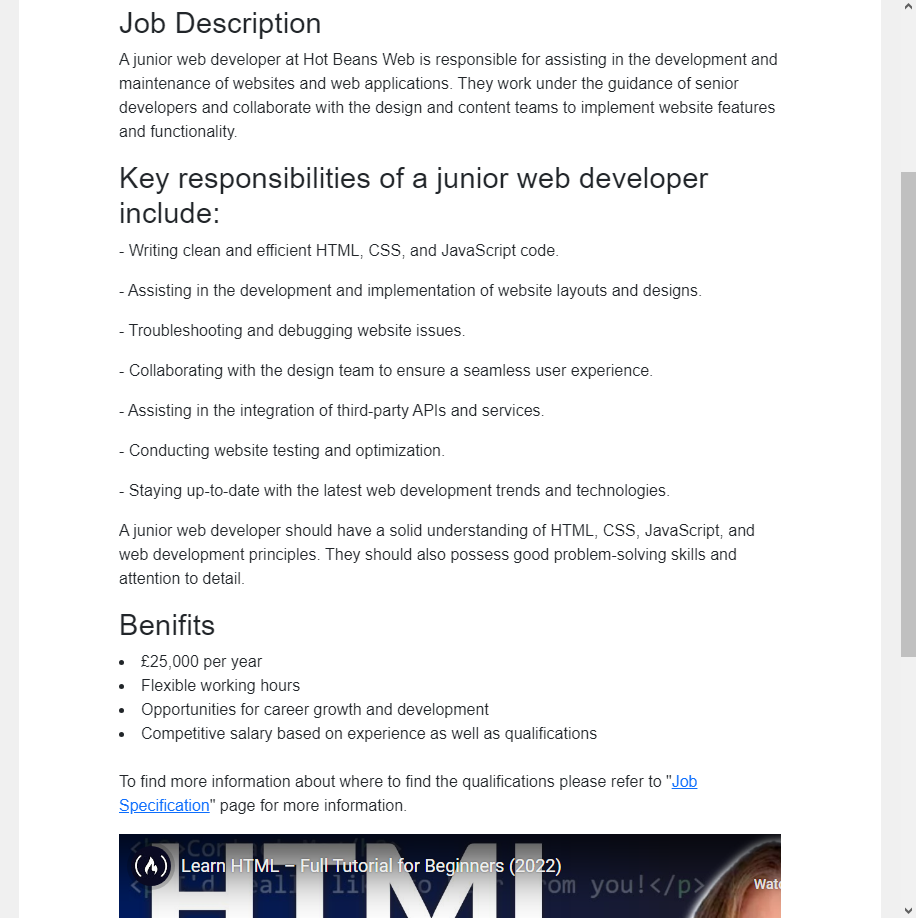 Job Description
A junior web developer at Hot Beans Web is responsible for assisting in the development and
maintenance of websites and web applications. They work under the guidance of senior
developers and collaborate with the design and content teams to implement website features
and functionality.
Key responsibilities of a junior web developer
include:
- Writing clean and efficient HTML, CSS, and JavaScript code.
- Assisting in the development and implementation of website layouts and designs.
- Troubleshooting and debugging website issues.
- Collaborating with the design team to ensure a seamless user experience.
- Assisting in the integration of third-party APIs and services.
- Conducting website testing and optimization.
- Staying up-to-date with the latest web development trends and technologies.
A junior web developer should have a solid understanding of HTML, CSS, JavaScript, and
web development principles. They should also possess good problem-solving skills and
attention to detail.
Benifits
• £25,000 per year
• Flexible working hours
• Opportunities for career growth and development
• Competitive salary based on experience as well as qualifications
To find more information about where to find the qualifications please refer to "Job
Specification" page for more information.
Learn HTML – Full Tutorial for Beginners (2022)
HTML
om you!</p>